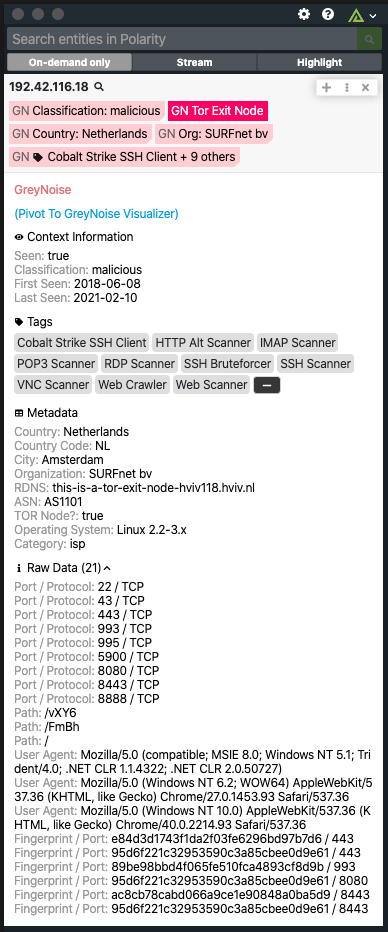 Search entities in Polarity
On-demand only Stream Highlight
192.42.116.18
GN Classification: malicious GN Tor Exit Node
GN Country: Netherlands GN Org: SURFnet bv
GN Cobalt Strike SSH Client + 9 others
GreyNoise
(Pivot To GreyNoise Visualizer)
Context Information
Seen: true
Classification: malicious
First Seen: 2018-06-08
Last Seen: 2021-02-10
Tags
Cobalt Strike SSH Client HTTP Alt Scanner IMAP Scanner
POP3 Scanner RDP Scanner SSH Bruteforcer SSH Scanner
VNC Scanner Web Crawler Web Scanner
Metadata
Country: Netherlands
Country Code: NL
City: Amsterdam
Organization: SURFnet bv
RDNS: this-is-a-tor-exit-node-hviv118.hviv.nl
ASN: AS1101
TOR Node?: true
Operating System: Linux 2.2-3.x
Category: isp
Raw Data (21)
Port / Protocol: 22 / TCP
Port / Protocol: 43 / TCP
Port / Protocol: 443 / TCP
Port / Protocol: 993 / TCP
Port / Protocol: 995 / TCP
Port / Protocol: 5900 / TCP
Port / Protocol: 8080 / TCP
Port / Protocol: 8443 / TCP
Port / Protocol: 8888 / TCP
Path: /vXY6
Path: /FmBh
Path: /
User Agent: Mozilla/5.0 (compatible; MSIE 8.0; Windows NT 5.1; Tri
dent/4.0; .NET CLR 1.1.4322; .NET CLR 2.0.50727)
User Agent: Mozilla/5.0 (Windows NT 6.2; WOW64) AppleWebKit/5
37.36 (KHTML, like Gecko) Chrome/27.0.1453.93 Safari/537.36
User Agent: Mozilla/5.0 (Windows NT 10.0) AppleWebKit/537.36 (K
HTML, like Gecko) Chrome/40.0.2214.93 Safari/537.36
Fingerprint / Port: e84d3d1743f1da2f03fe6296bd97b7d6 / 443
Fingerprint / Port: 95d6f221c32953590c3a85cbee0d9e61 / 443
Fingerprint / Port: 89be98bbd4f065fe510fca4893cf8d9b / 993
Fingerprint / Port: 95d6f221c32953590c3a85cbee0d9e61 / 8080
Fingerprint / Port: ac8cb78cabd066a9ce1e90848a0ba5d9 / 8443
Fingerprint / Port: 95d6f221c32953590c3a85cbee0d9e61 / 8443